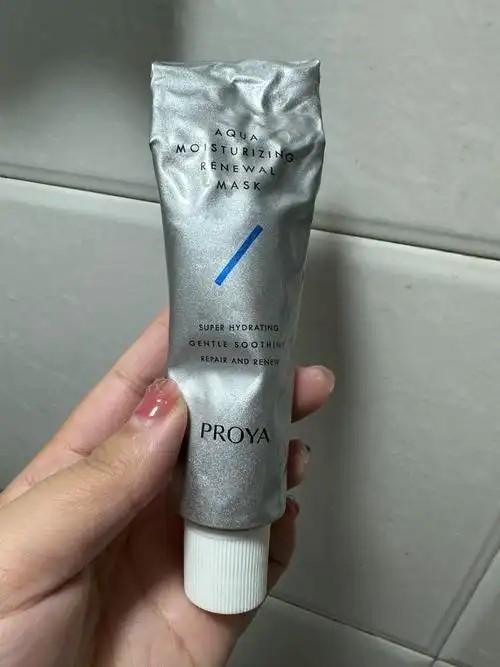 AQUA
MOISTURIZING
RENEWAL
MASK
SUPER HYDRATING
GENTLE SOOTHING
REPAIR AND RENEW
PROYA